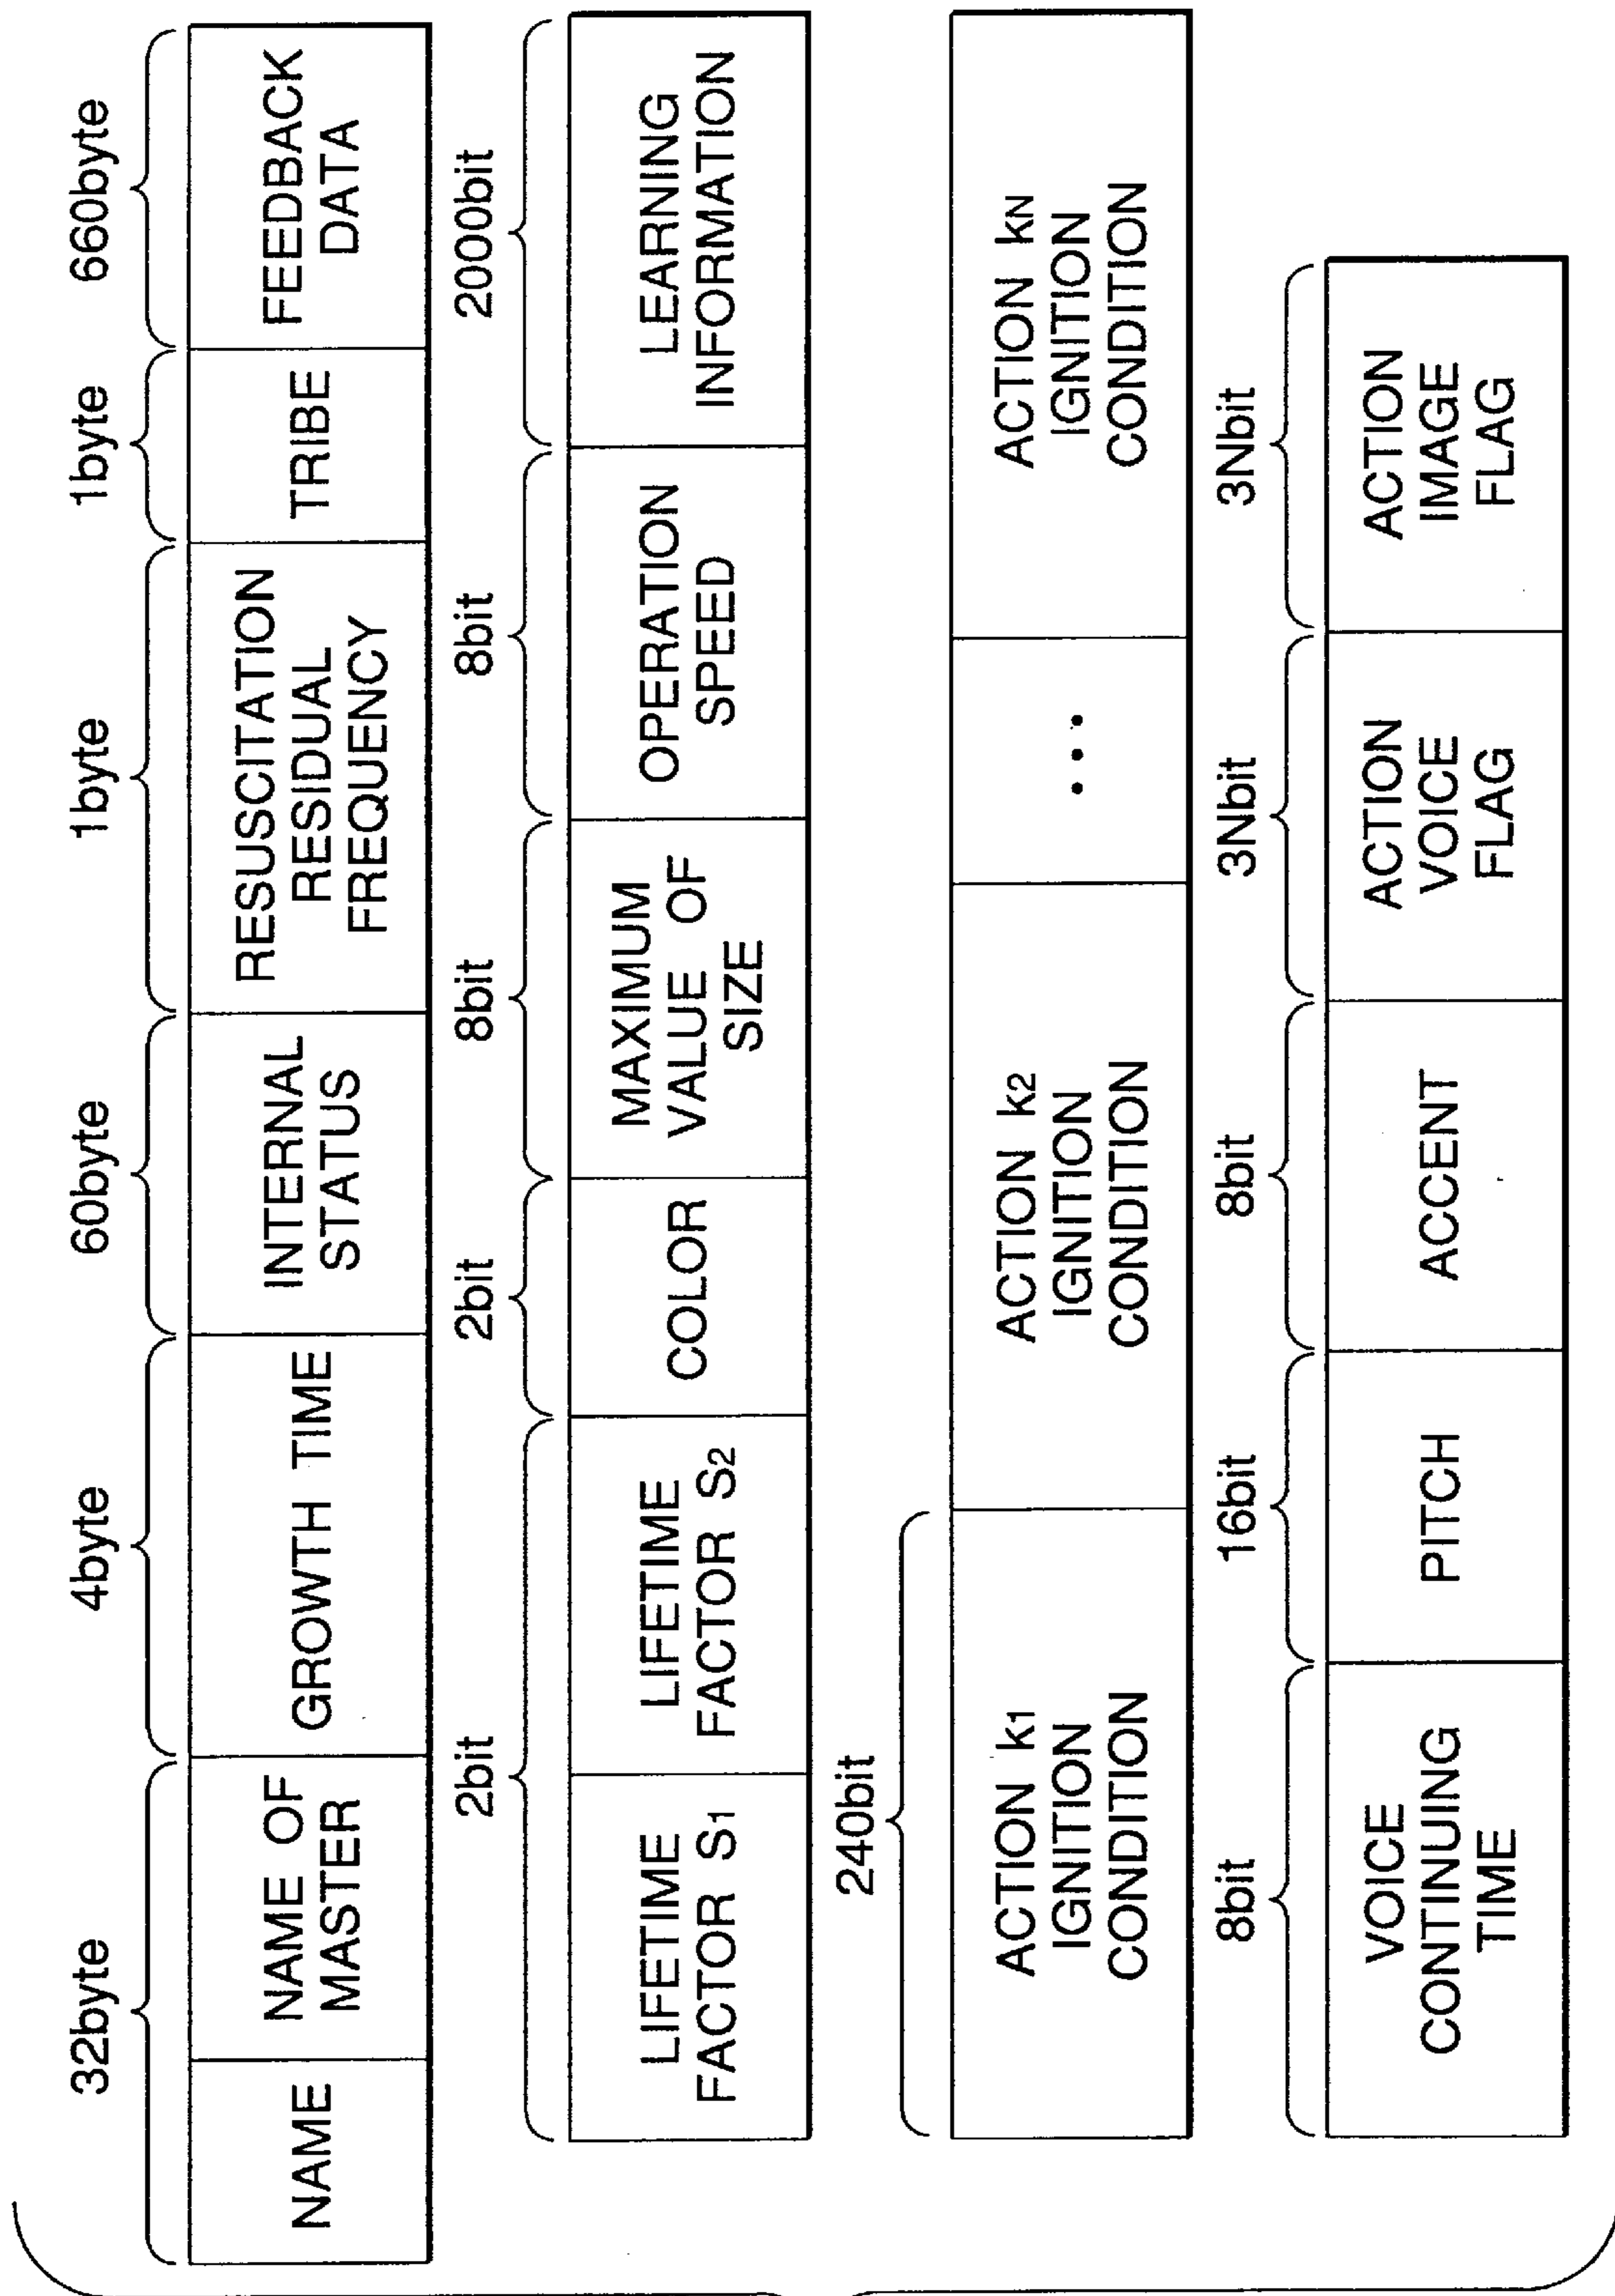 32byte
4byte
60byte
1byte
1byte
660byte
NAME
NAME OF
MASTER
GROWTH TIME
INTERNAL
STATUS
RESUSCITATION
RESIDUAL
FREQUENCY
TRIBE
FEEDBACK
DATA
2bit
2bit
8bit
8bit
2000bit
LIFETIME
FACTOR S1
LIFETIME
FACTOR S2
COLOR
MAXIMUM
VALUE OF
SIZE
OPERATION
SPEED
LEARNING
INFORMATION
240bit
ACTION k1
IGNITION
CONDITION
ACTION k2
IGNITION
CONDITION
...
ACTION kN
IGNITION
CONDITION
8bit
16bit
8bit
3Nbit
3Nbit
VOICE
CONTINUING
TIME
PITCH
ACCENT
ACTION
VOICE
FLAG
ACTION
IMAGE
FLAG